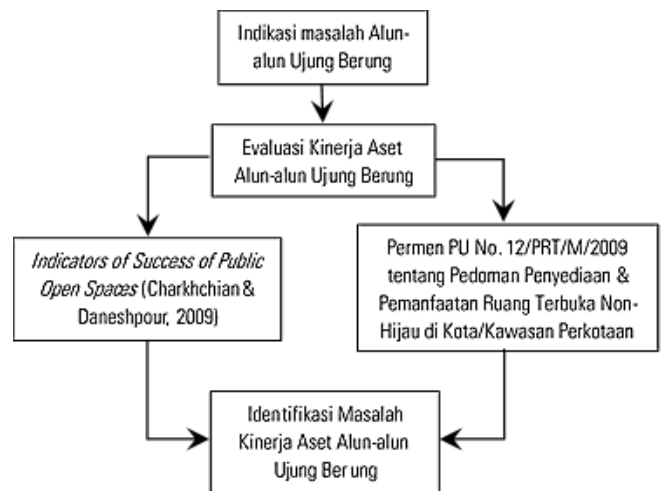 Indikasi masalah Alun-
alun Ujung Berung
Evaluasi Kinerja Aset
Alun-alun Ujung Berung
Indicators of Success of Public
Open Spaces (Charkhchian &
Daneshpour, 2009)
Permen PU No. 12/PRT/M/2009
tentang Pedoman Penyediaan &
Pemanfaatan Ruang Terbuka Non-
Hijau di Kota/Kawasan Perkotaan
Identifikasi Masalah
Kinerja Aset Alun-alun
Ujung Berung